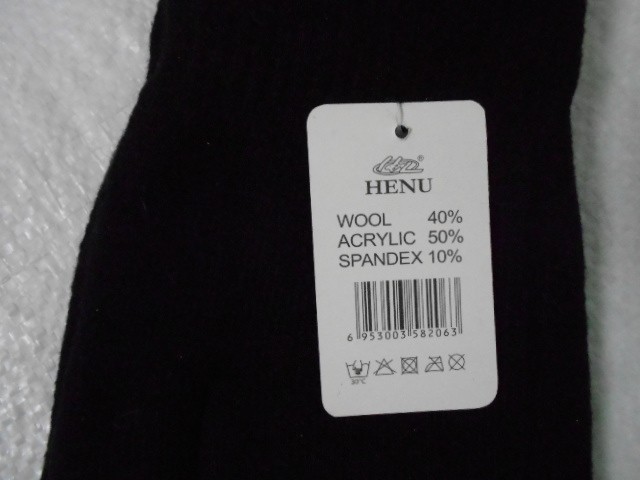 HENU
WOOL 40%
ACRYLIC 50%
SPANDEX 10%
6 953003 582063
30°C